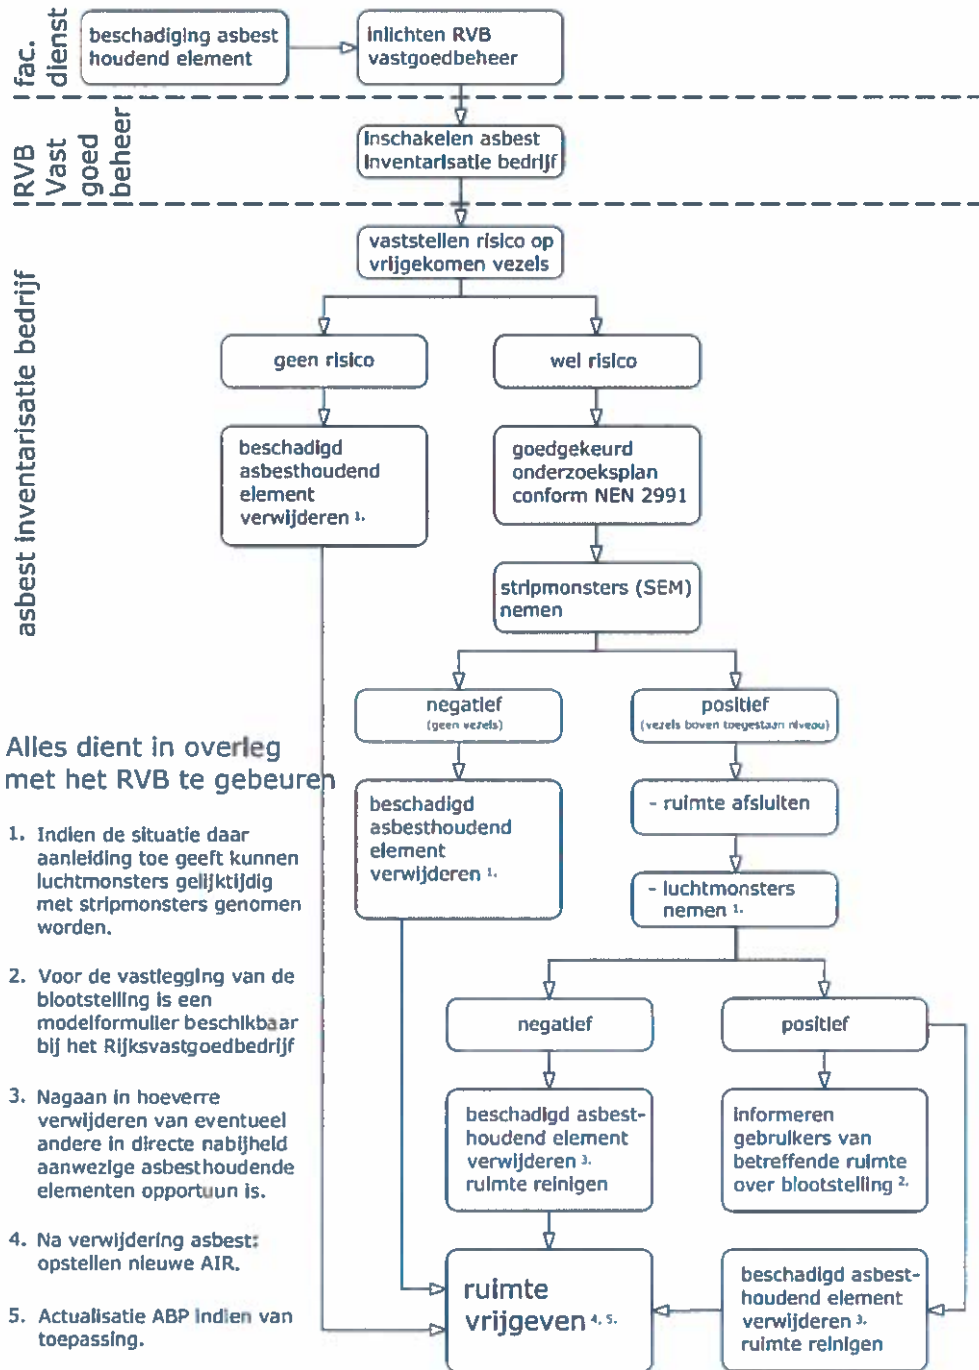 fac.
dienst
beschadiging asbest
houdend element
inlichten RVB
vastgoedbeheer
RVB
Vast
goed
beheer
inschakelen asbest
inventarisatie bedrijf
asbest inventarisatie bedrijf
vaststellen risico op
vrijgekomen vezels
geen risico
wel risico
beschadigd
asbesthoudend
element
verwijderen 1.
goedgekeurd
onderzoeksplan
conform NEN 2991
stripmonsters (SEM)
nemen
negatief
(geen vezels)
positief
(vezels boven toegestaan niveau)
beschadigd
asbesthoudend
element
verwijderen 1.
- ruimte afsluiten
- luchtmonsters
nemen 1.
negatief
positief
beschadigd asbest-
houdend element
verwijderen 3.
ruimte reinigen
informeren
gebruikers van
betreffende ruimte
over blootstelling 2.
ruimte
vrijgeven 4, 5.
beschadigd asbest-
houdend element
verwijderen 3.
ruimte reinigen
Alles dient in overleg
met het RVB te gebeuren
1. Indien de situatie daar
aanleiding toe geeft kunnen
luchtmonsters gelijktijdig
met stripmonsters genomen
worden.
2. Voor de vastlegging van de
blootstelling is een
modelformulier beschikbaar
bij het Rijksvastgoedbedrijf
3. Nagaan in hoeverre
verwijderen van eventueel
andere in directe nabijheid
aanwezige asbesthoudende
elementen opportuun is.
4. Na verwijdering asbest:
opstellen nieuwe AIR.
5. Actualisatie ABP indien van
toepassing.